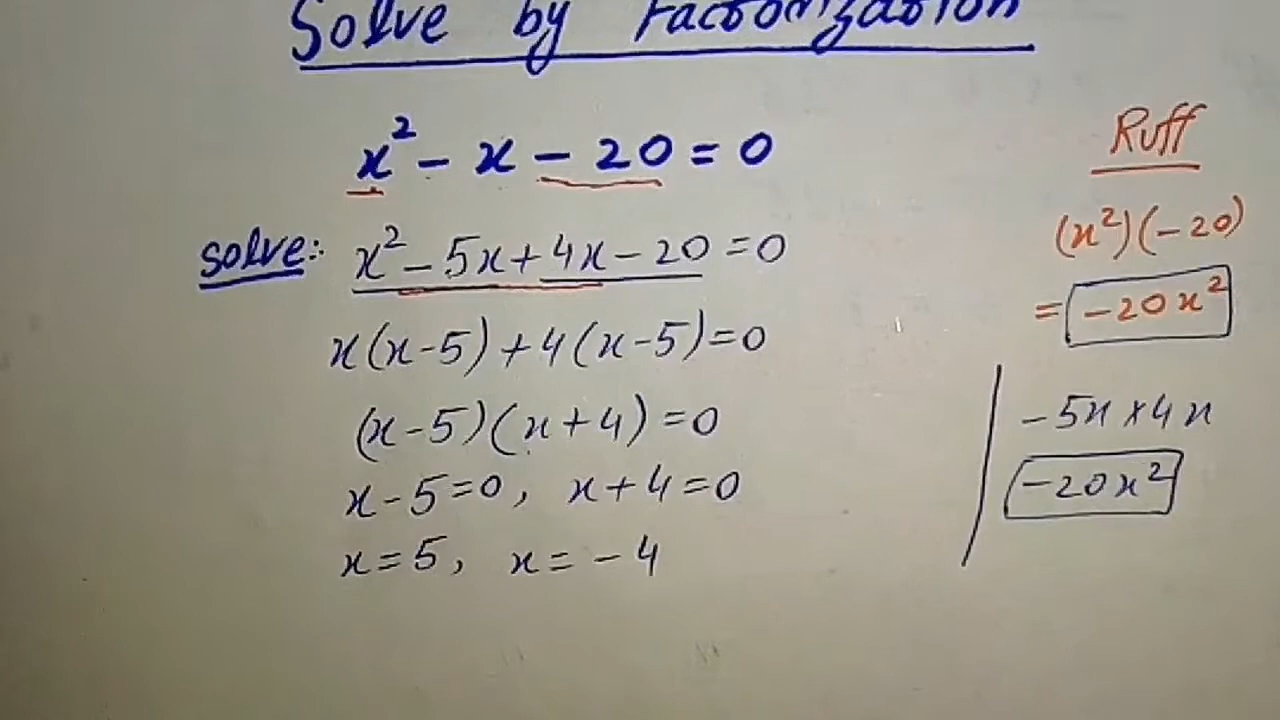 Solve by Factorization
x² - x - 20 = 0
solve:- x² - 5x + 4x - 20 = 0
x(x-5) + 4(x-5) = 0
(x-5)(x+4) = 0
x - 5 = 0, x + 4 = 0
x = 5, x = -4
Ruff
(x²)(-20)
= -20x²
-5x × 4x
-20x²